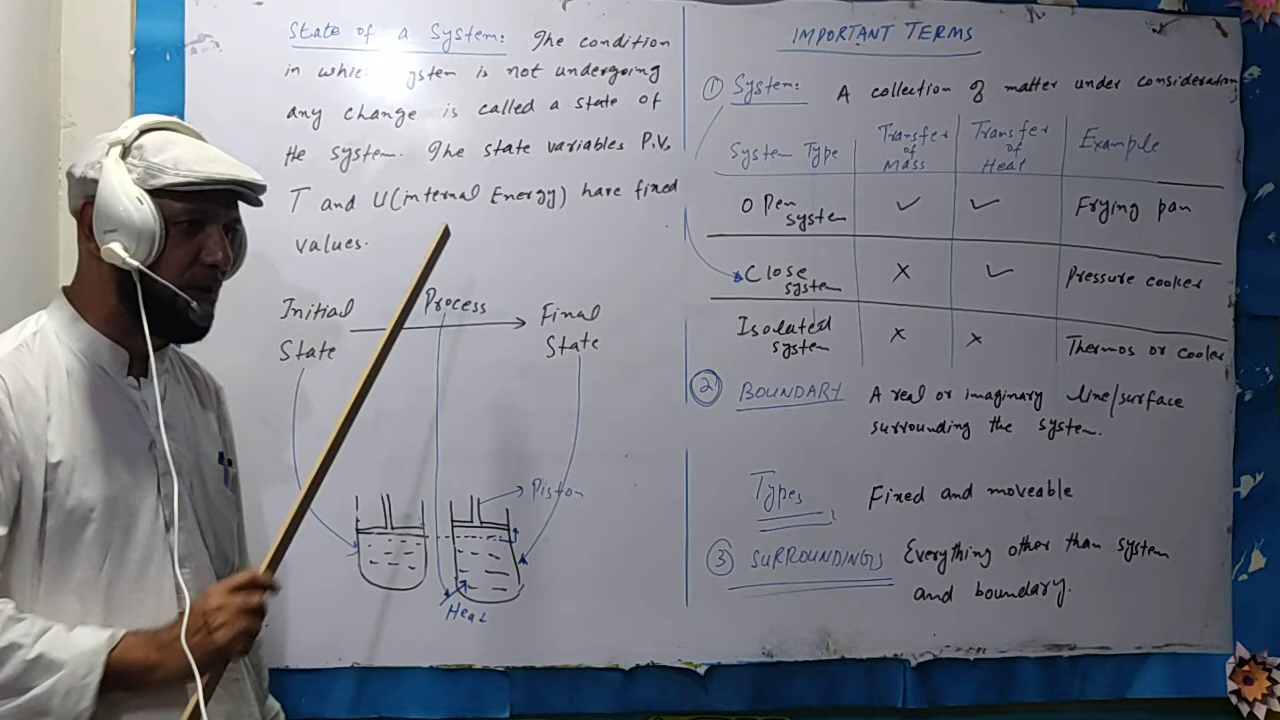 State of a System: The condition
in whic ystem is not undergoing
any change is called a state of
the system. The state variables P.V,
T and U (internal Energy) have fixed
values.
Initial State
Process
Final State
Piston
Heat
IMPORTANT TERMS
① System: A collection of matter under consideration
System Type Transfer of Mass Transfer of Heat Example
Open system ✓ ✓ Frying pan
Close system × ✓ Pressure cooker
Isolated system × × Thermos or cooler
② BOUNDARY A real or imaginary line/surface
surrounding the system.
Types Fixed and moveable
③ SURROUNDINGS Everything other than system
and boundary.